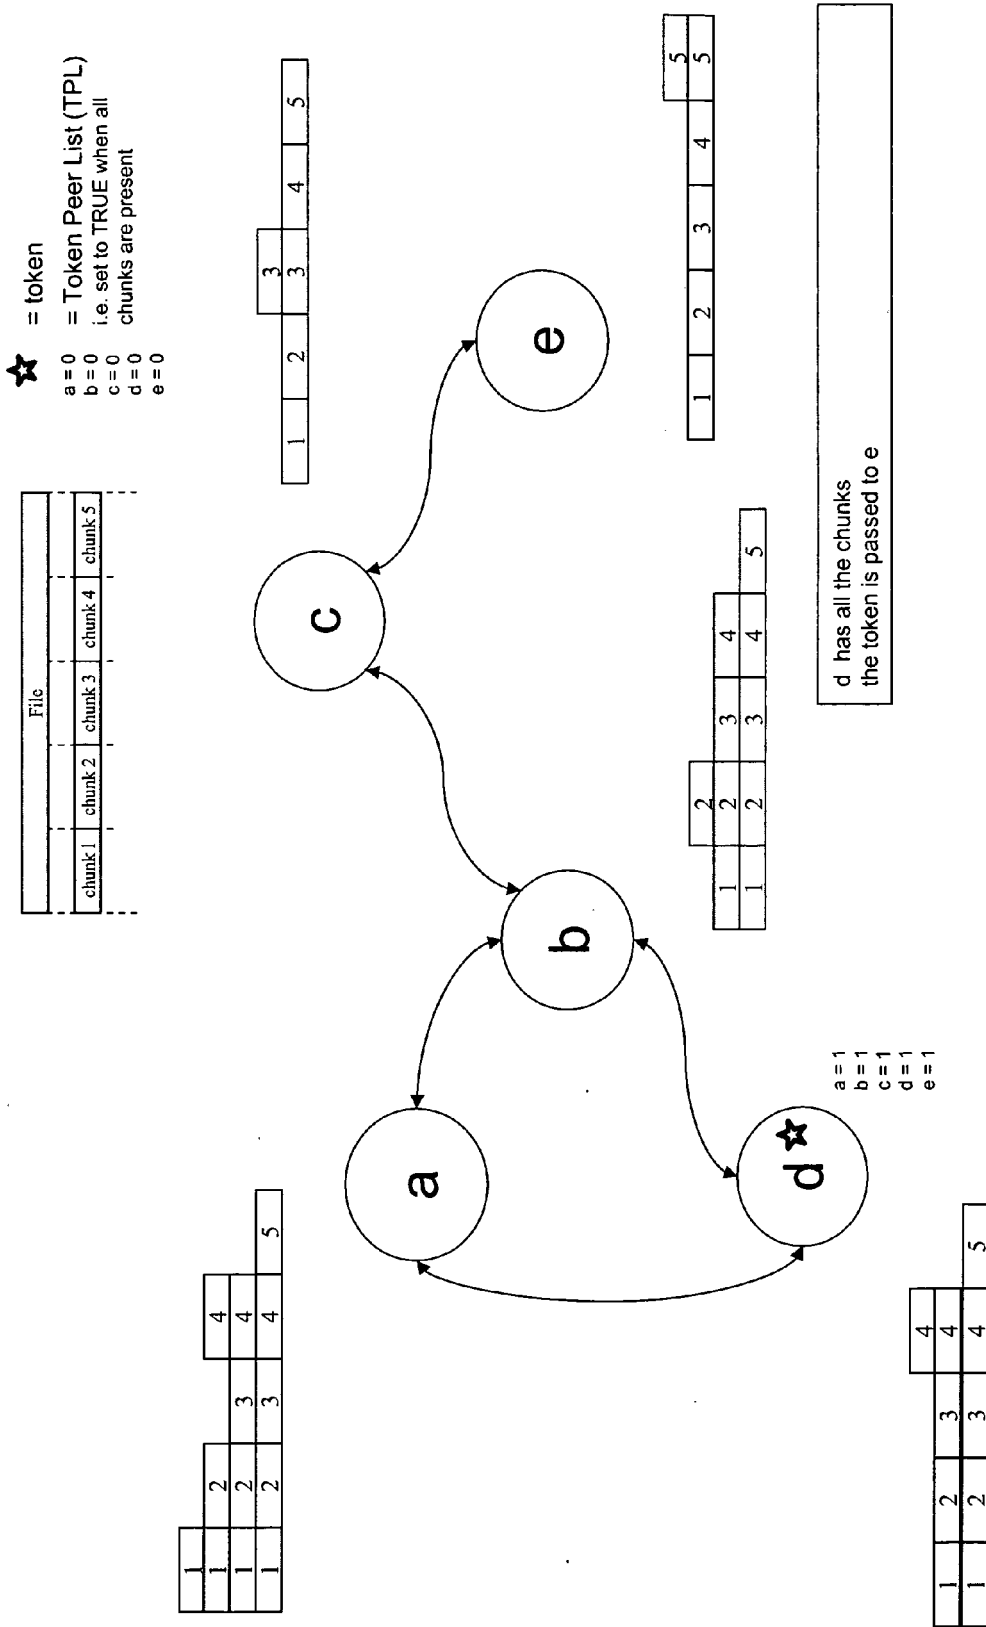 File
chunk 1 chunk 2 chunk 3 chunk 4 chunk 5
= token
a = 0 = Token Peer List (TPL)
b = 0 i.e. set to TRUE when all
c = 0 chunks are present
d = 0
e = 0
1
1 2 4
1 2 3 4
1 2 3 4 5
3
1 2 3 4 5
a
b
c
d
e
a = 1
b = 1
c = 1
d = 1
e = 1
2
1 2 3 4
1 2 3 4 5
5
1 2 3 4 5
4
1 2 3 4
1 2 3 4 5
d has all the chunks
the token is passed to e